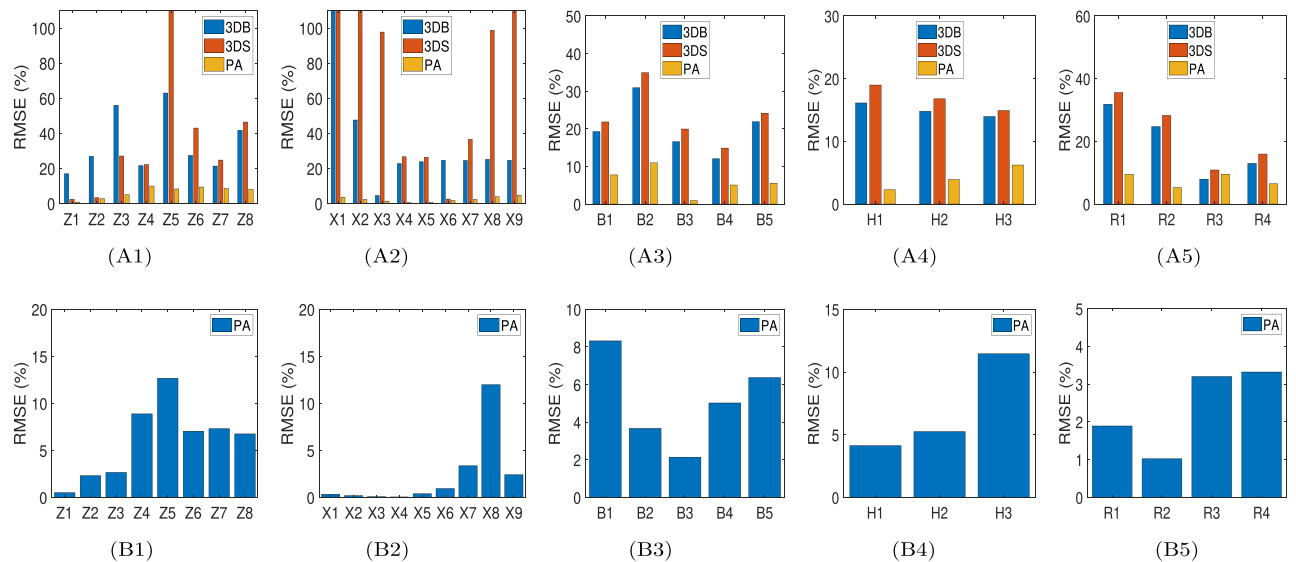 RMSE (%)
100
80
60
40
20
0
3DB
3DS
PA
Z1 Z2 Z3 Z4 Z5 Z6 Z7 Z8
(A1)
RMSE (%)
100
80
60
40
20
0
3DB
3DS
PA
X1 X2 X3 X4 X5 X6 X7 X8 X9
(A2)
RMSE (%)
50
40
30
20
10
0
3DB
3DS
PA
B1 B2 B3 B4 B5
(A3)
RMSE (%)
30
20
10
0
3DB
3DS
PA
H1 H2 H3
(A4)
RMSE (%)
60
40
20
0
3DB
3DS
PA
R1 R2 R3 R4
(A5)
RMSE (%)
20
15
10
5
0
PA
Z1 Z2 Z3 Z4 Z5 Z6 Z7 Z8
(B1)
RMSE (%)
20
15
10
5
0
PA
X1 X2 X3 X4 X5 X6 X7 X8 X9
(B2)
RMSE (%)
10
8
6
4
2
0
PA
B1 B2 B3 B4 B5
(B3)
RMSE (%)
15
10
5
0
PA
H1 H2 H3
(B4)
RMSE (%)
5
4
3
2
1
0
PA
R1 R2 R3 R4
(B5)